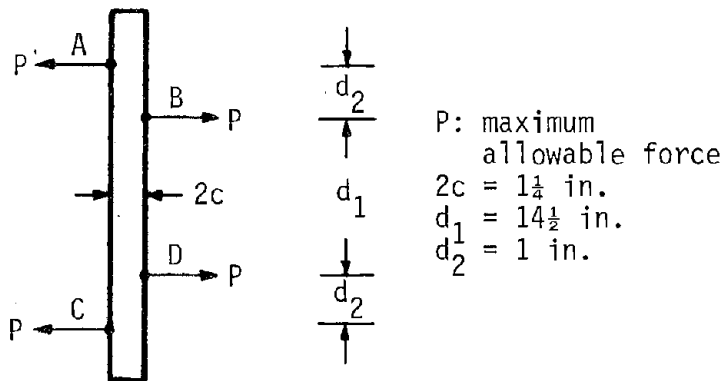 A
P
d₂
B
P
P: maximum
allowable force
2c
d₁
2c = 1¼ in.
d₁ = 14½ in.
d₂ = 1 in.
D
P
d₂
C
P